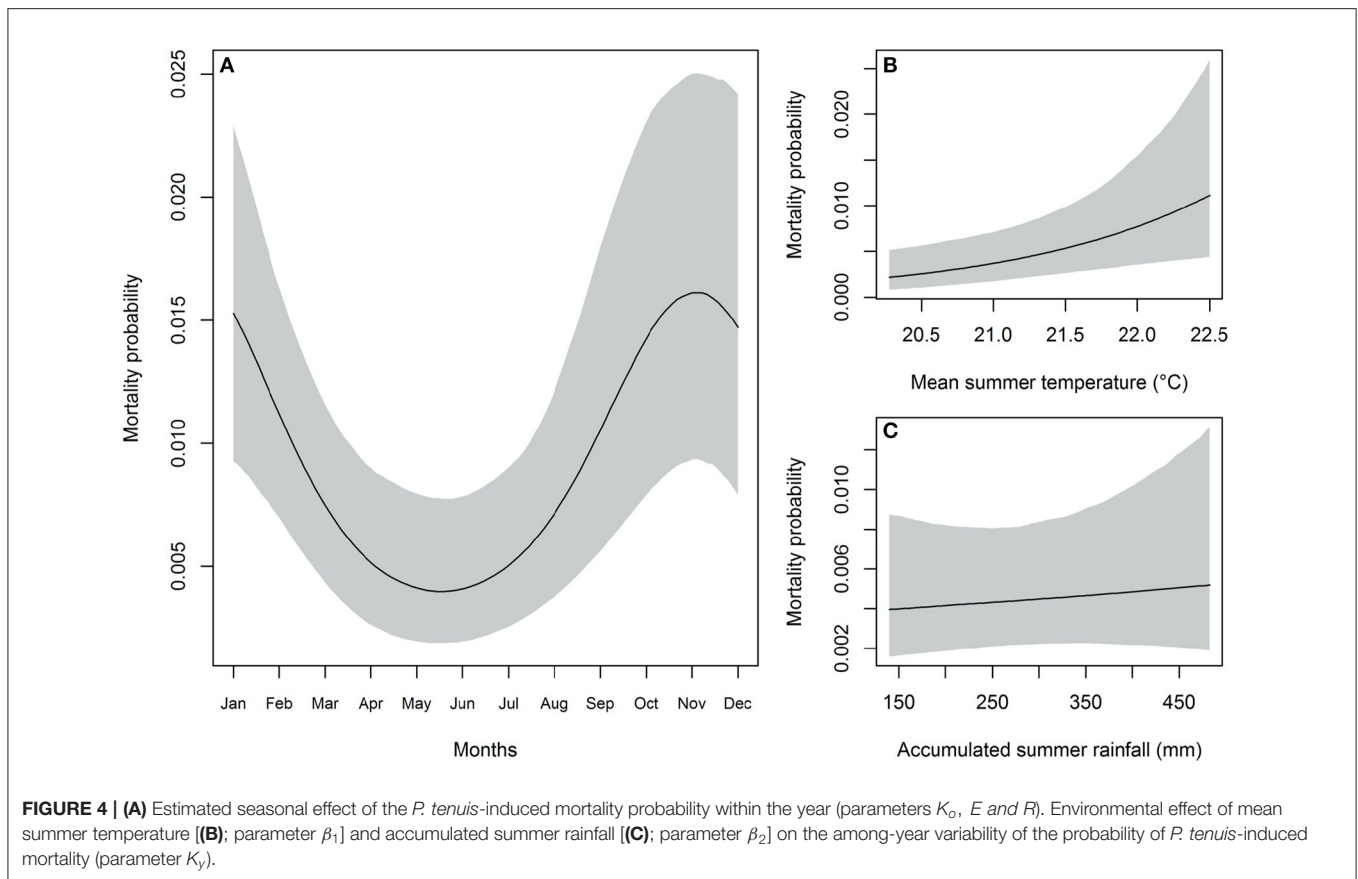 A
0.025
0.020
0.015
0.010
0.005
Mortality probability
Jan Feb Mar Apr May Jun Jul Aug Sep Oct Nov Dec
Months
B
0.020
0.010
0.000
Mortality probability
20.5 21.0 21.5 22.0 22.5
Mean summer temperature (°C)
C
0.010
0.006
0.002
Mortality probability
150 250 350 450
Accumulated summer rainfall (mm)
FIGURE 4 | (A) Estimated seasonal effect of the P. tenuis-induced mortality probability within the year (parameters Ko, E and R). Environmental effect of mean
summer temperature [(B); parameter β1] and accumulated summer rainfall [(C); parameter β2] on the among-year variability of the probability of P. tenuis-induced
mortality (parameter Ky).